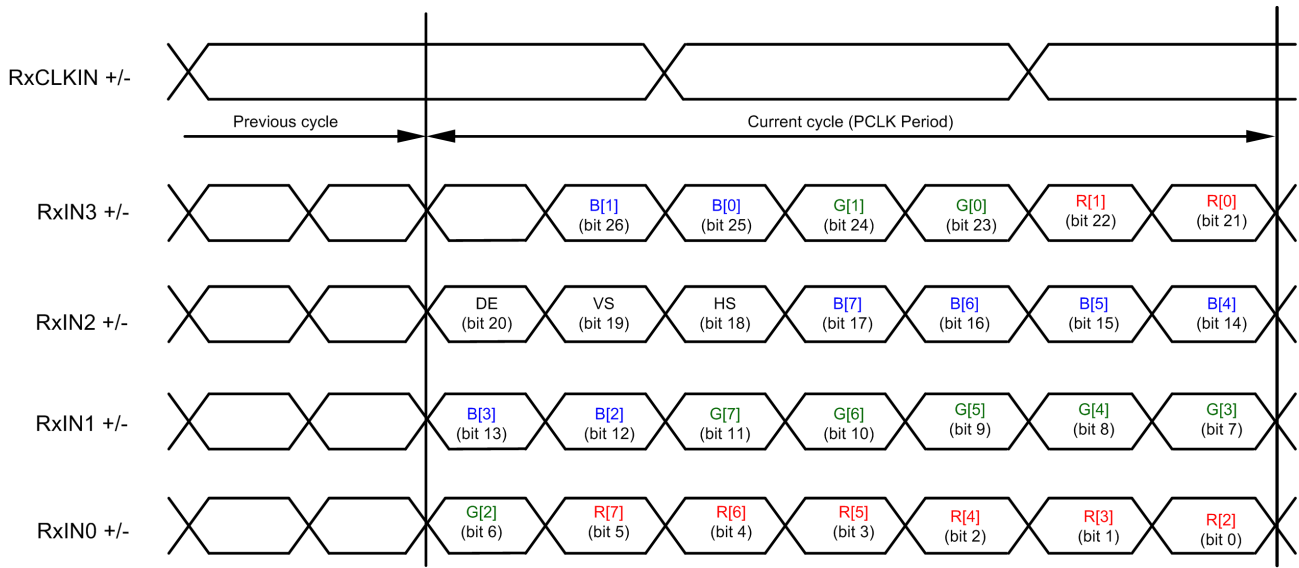 RxCLKIN +/-
Previous cycle
Current cycle (PCLK Period)
RxIN3 +/-
B[1] B[0] G[1] G[0] R[1] R[0]
(bit 26) (bit 25) (bit 24) (bit 23) (bit 22) (bit 21)
RxIN2 +/-
DE VS HS B[7] B[6] B[5] B[4]
(bit 20) (bit 19) (bit 18) (bit 17) (bit 16) (bit 15) (bit 14)
RxIN1 +/-
B[3] B[2] G[7] G[6] G[5] G[4] G[3]
(bit 13) (bit 12) (bit 11) (bit 10) (bit 9) (bit 8) (bit 7)
RxIN0 +/-
G[2] R[7] R[6] R[5] R[4] R[3] R[2]
(bit 6) (bit 5) (bit 4) (bit 3) (bit 2) (bit 1) (bit 0)